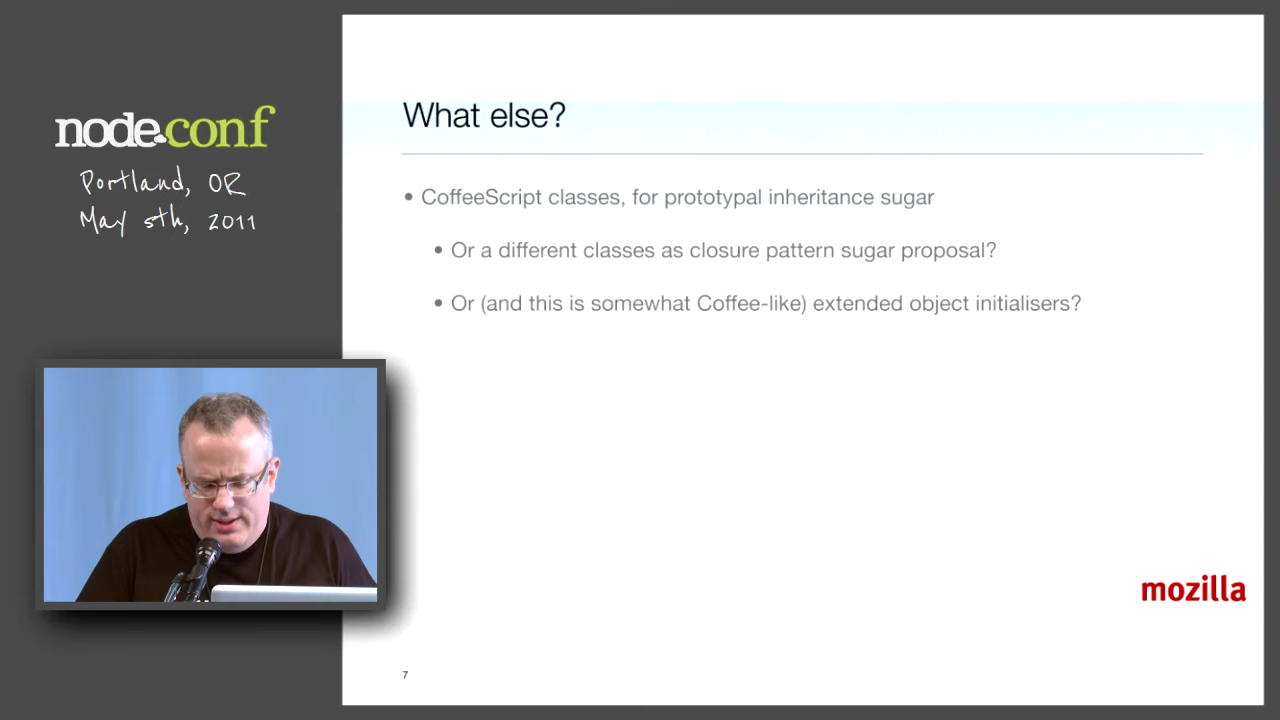 node.conf
Portland, OR
May 5th, 2011
What else?
• CoffeeScript classes, for prototypal inheritance sugar
• Or a different classes as closure pattern sugar proposal?
• Or (and this is somewhat Coffee-like) extended object initialisers?
mozilla
7